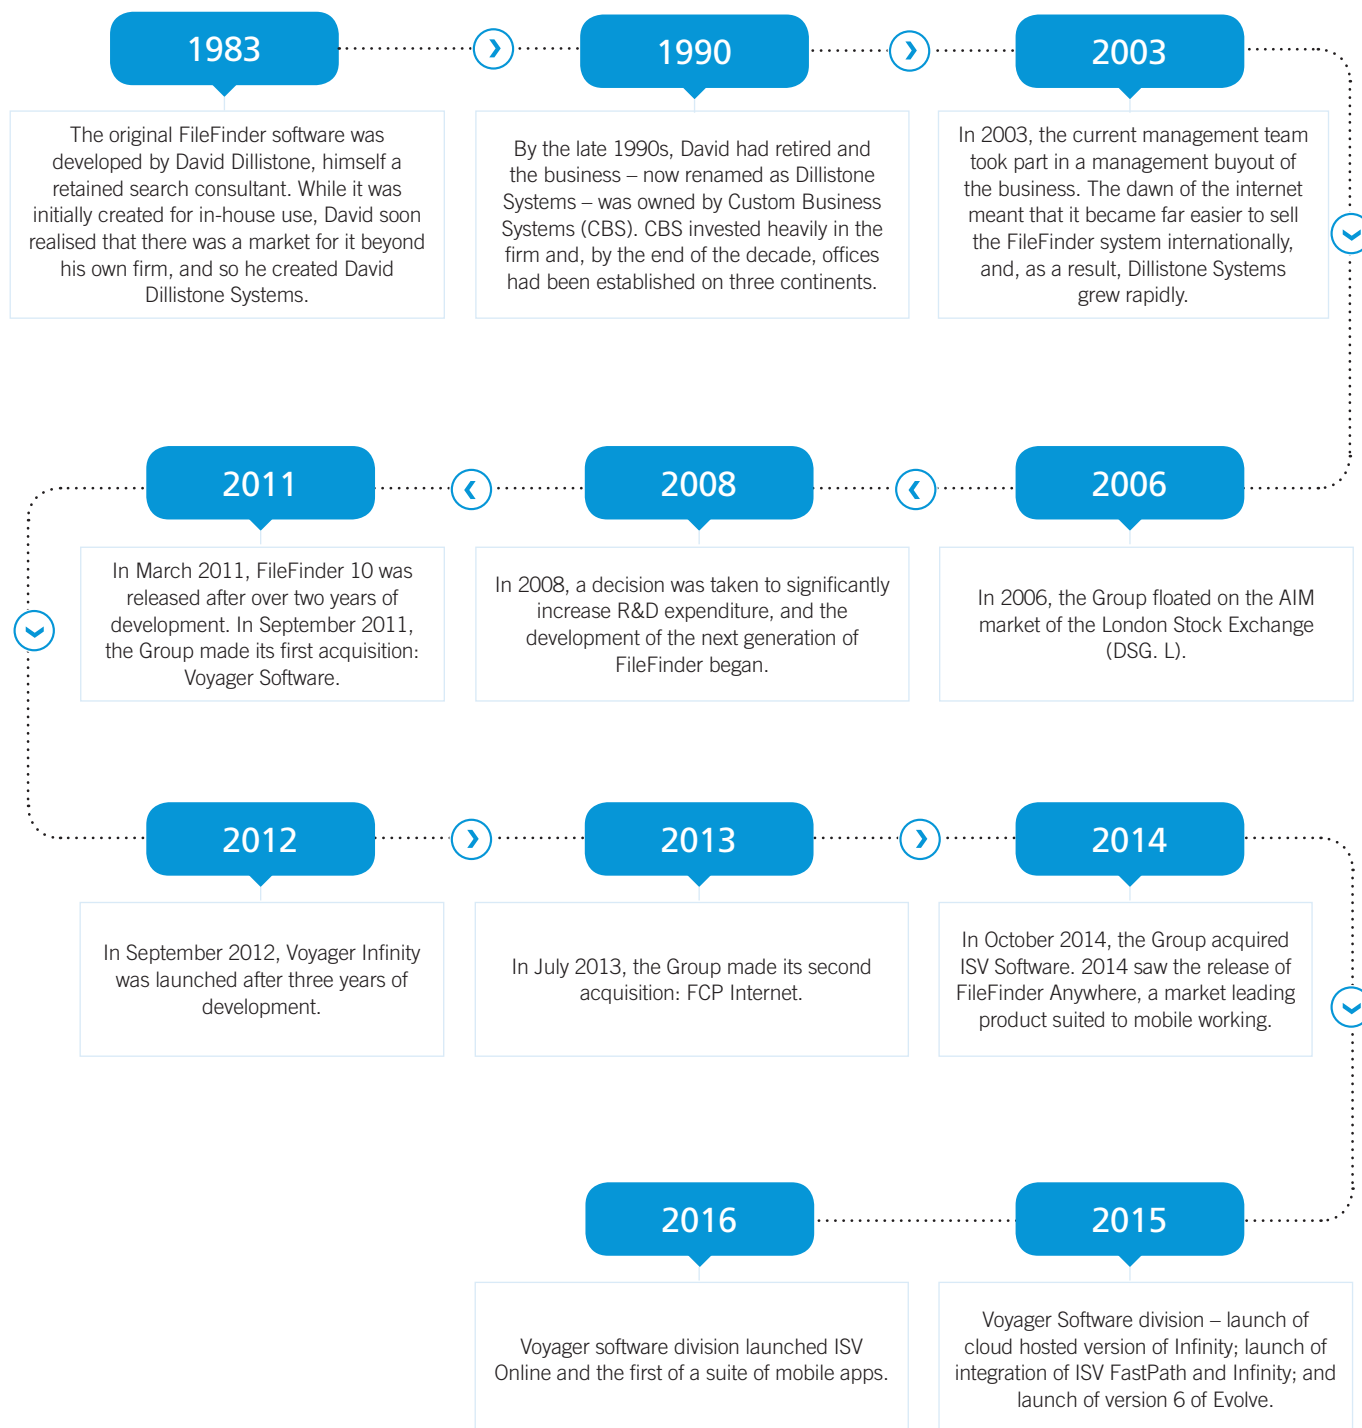 1983
The original FileFinder software was
developed by David Dillistone, himself a
retained search consultant. While it was
initially created for in-house use, David soon
realised that there was a market for it beyond
his own firm, and so he created David
Dillistone Systems.
1990
By the late 1990s, David had retired and
the business – now renamed as Dillistone
Systems – was owned by Custom Business
Systems (CBS). CBS invested heavily in the
firm and, by the end of the decade, offices
had been established on three continents.
2003
In 2003, the current management team
took part in a management buyout of
the business. The dawn of the internet
meant that it became far easier to sell
the FileFinder system internationally,
and, as a result, Dillistone Systems
grew rapidly.
2006
In 2006, the Group floated on the AIM
market of the London Stock Exchange
(DSG. L).
2008
In 2008, a decision was taken to significantly
increase R&D expenditure, and the
development of the next generation of
FileFinder began.
2011
In March 2011, FileFinder 10 was
released after over two years of
development. In September 2011,
the Group made its first acquisition:
Voyager Software.
2012
In September 2012, Voyager Infinity
was launched after three years of
development.
2013
In July 2013, the Group made its second
acquisition: FCP Internet.
2014
In October 2014, the Group acquired
ISV Software. 2014 saw the release of
FileFinder Anywhere, a market leading
product suited to mobile working.
2015
Voyager Software division – launch of
cloud hosted version of Infinity; launch of
integration of ISV FastPath and Infinity; and
launch of version 6 of Evolve.
2016
Voyager software division launched ISV
Online and the first of a suite of mobile apps.